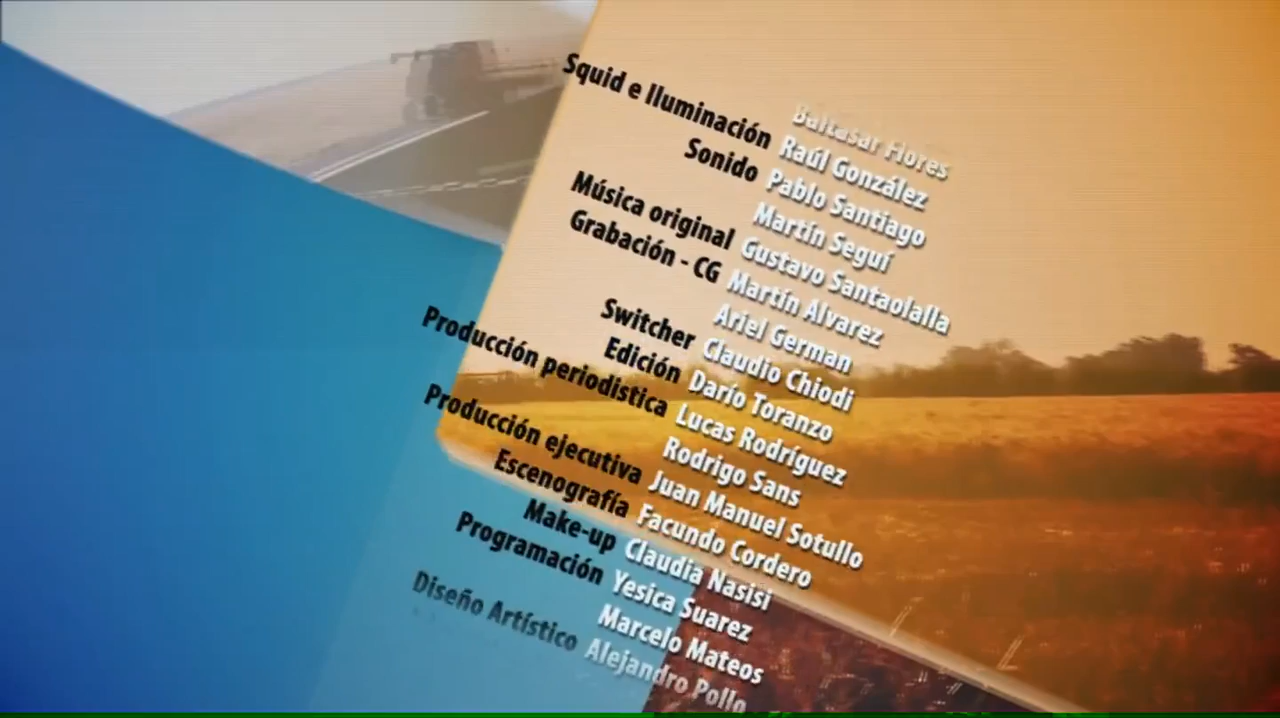 Baltasar Flores
Squid e Iluminación Raúl González
Sonido Pablo Santiago
Martín Seguí
Música original Gustavo Santaolalla
Grabación - CG Martín Alvarez
Ariel German
Switcher Claudio Chiodi
Edición Darío Toranzo
Producción periodistica Lucas Rodríguez
Rodrigo Sans
Producción ejecutiva Juan Manuel Sotullo
Escenografía Facundo Cordero
Make-up Claudia Nasisi
Programación Yesica Suarez
Marcelo Mateos
Diseño Artístico Alejandro Pollo